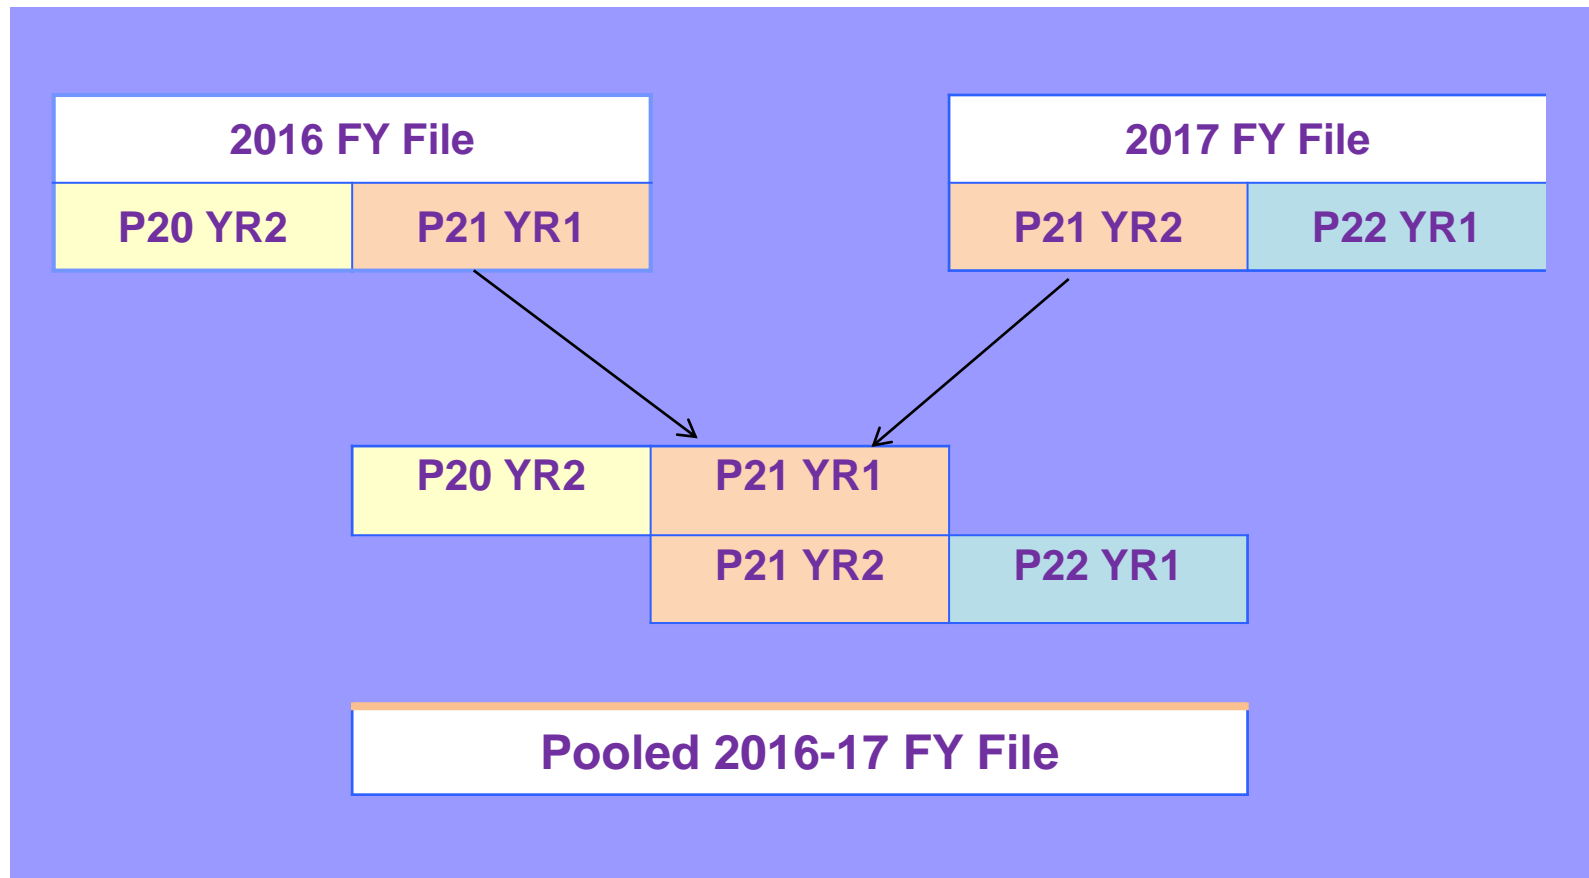 2016 FY File
2017 FY File
P20 YR2
P21 YR1
P21 YR2
P22 YR1
P20 YR2
P21 YR1
P21 YR2
P22 YR1
Pooled 2016-17 FY File